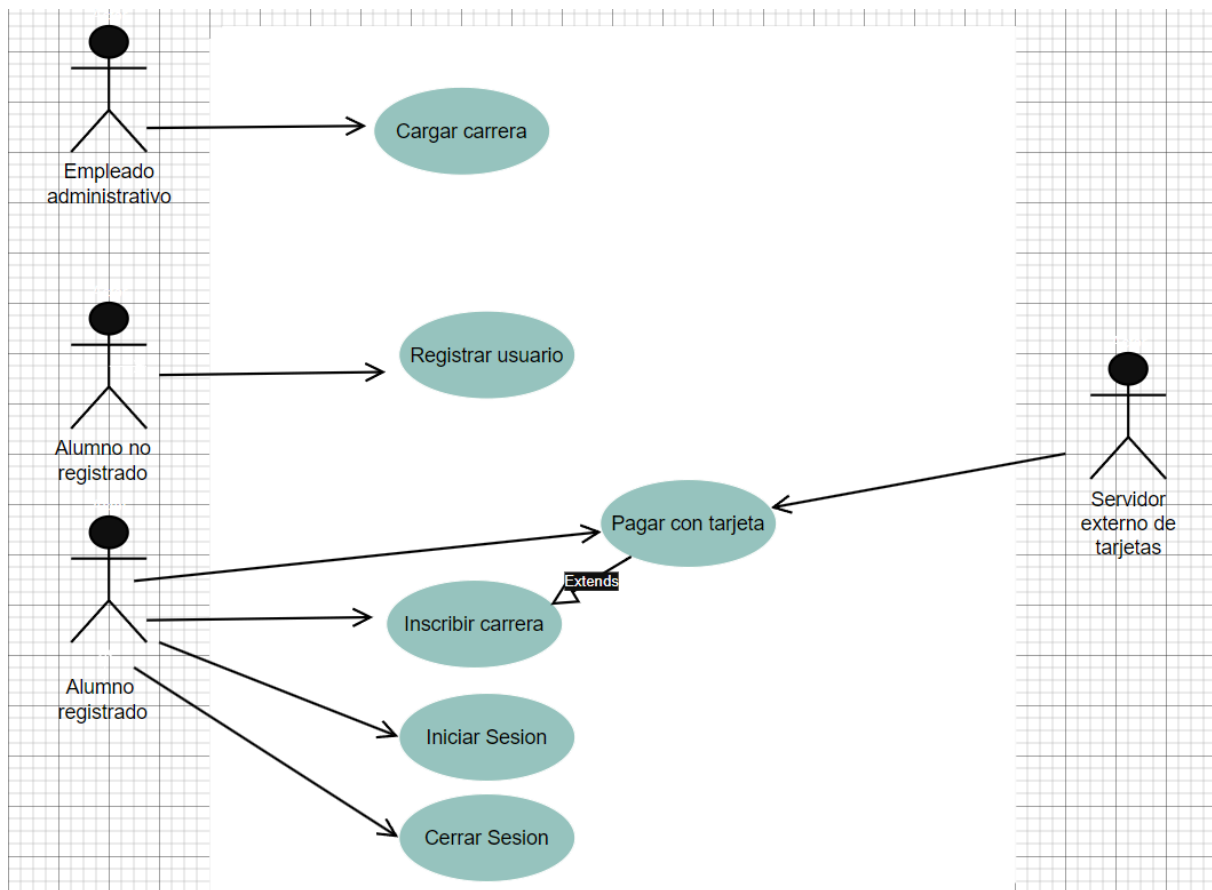 Cargar carrera
Empleado
administrativo
Registrar usuario
Alumno no
registrado
Pagar con tarjeta
Servidor
externo de
tarjetas
Extends
Inscribir carrera
Alumno
registrado
Iniciar Sesion
Cerrar Sesion